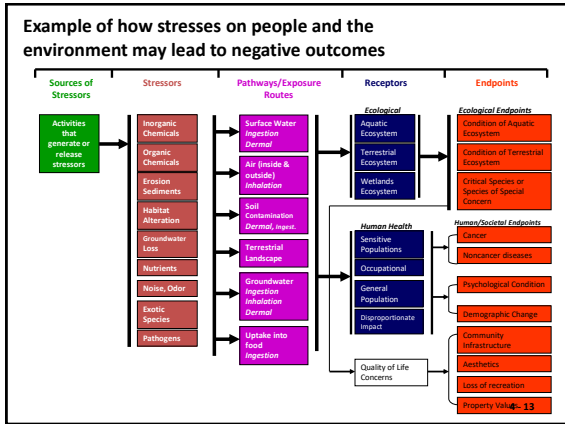 Example of how stresses on people and the
environment may lead to negative outcomes
Sources of
Stressors
Stressors
Pathways/Exposure
Routes
Receptors
Endpoints
Activities
that
generate or
release
stressors
Inorganic
Chemicals
Organic
Chemicals
Erosion
Sediments
Habitat
Alteration
Groundwater
Loss
Nutrients
Noise, Odor
Exotic
Species
Pathogens
Surface Water
Ingestion
Dermal
Air (inside &
outside)
Inhalation
Soil
Contamination
Dermal, Ingest.
Terrestrial
Landscape
Groundwater
Ingestion
Inhalation
Dermal
Uptake into
food
Ingestion
Ecological
Aquatic
Ecosystem
Terrestrial
Ecosystem
Wetlands
Ecosystem
Human Health
Sensitive
Populations
Occupational
General
Population
Disproportionate
Impact
Quality of Life
Concerns
Ecological Endpoints
Condition of Aquatic
Ecosystem
Condition of Terrestrial
Ecosystem
Critical Species or
Species of Special
Concern
Human/Societal Endpoints
Cancer
Noncancer diseases
Psychological Condition
Demographic Change
Community
Infrastructure
Aesthetics
Loss of recreation
Property Values
4- 13